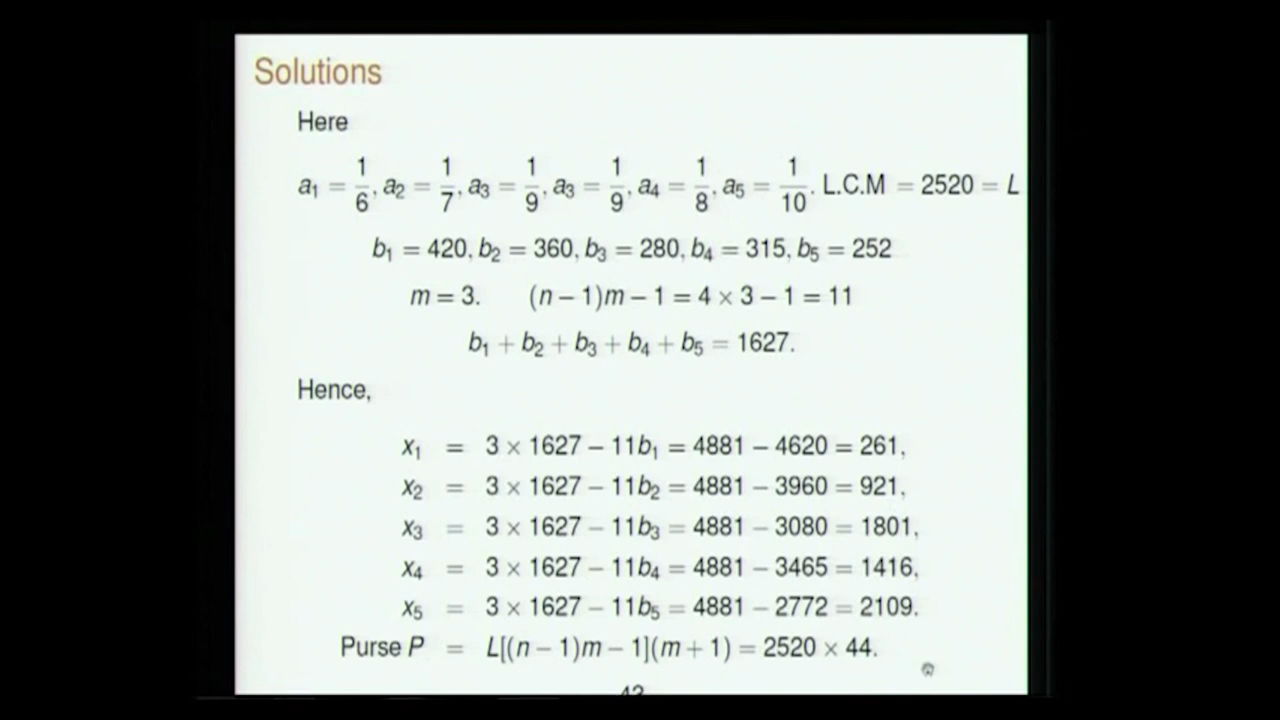 Solutions
Here
a₁ = 1/6, a₂ = 1/7, a₃ = 1/9, a₃ = 1/9, a₄ = 1/8, a₅ = 1/10. L.C.M = 2520 = L
b₁ = 420, b₂ = 360, b₃ = 280, b₄ = 315, b₅ = 252
m = 3. (n − 1)m − 1 = 4 × 3 − 1 = 11
b₁ + b₂ + b₃ + b₄ + b₅ = 1627.
Hence,
x₁ = 3 × 1627 − 11b₁ = 4881 − 4620 = 261,
x₂ = 3 × 1627 − 11b₂ = 4881 − 3960 = 921,
x₃ = 3 × 1627 − 11b₃ = 4881 − 3080 = 1801,
x₄ = 3 × 1627 − 11b₄ = 4881 − 3465 = 1416,
x₅ = 3 × 1627 − 11b₅ = 4881 − 2772 = 2109.
Purse P = L[(n − 1)m − 1](m + 1) = 2520 × 44.